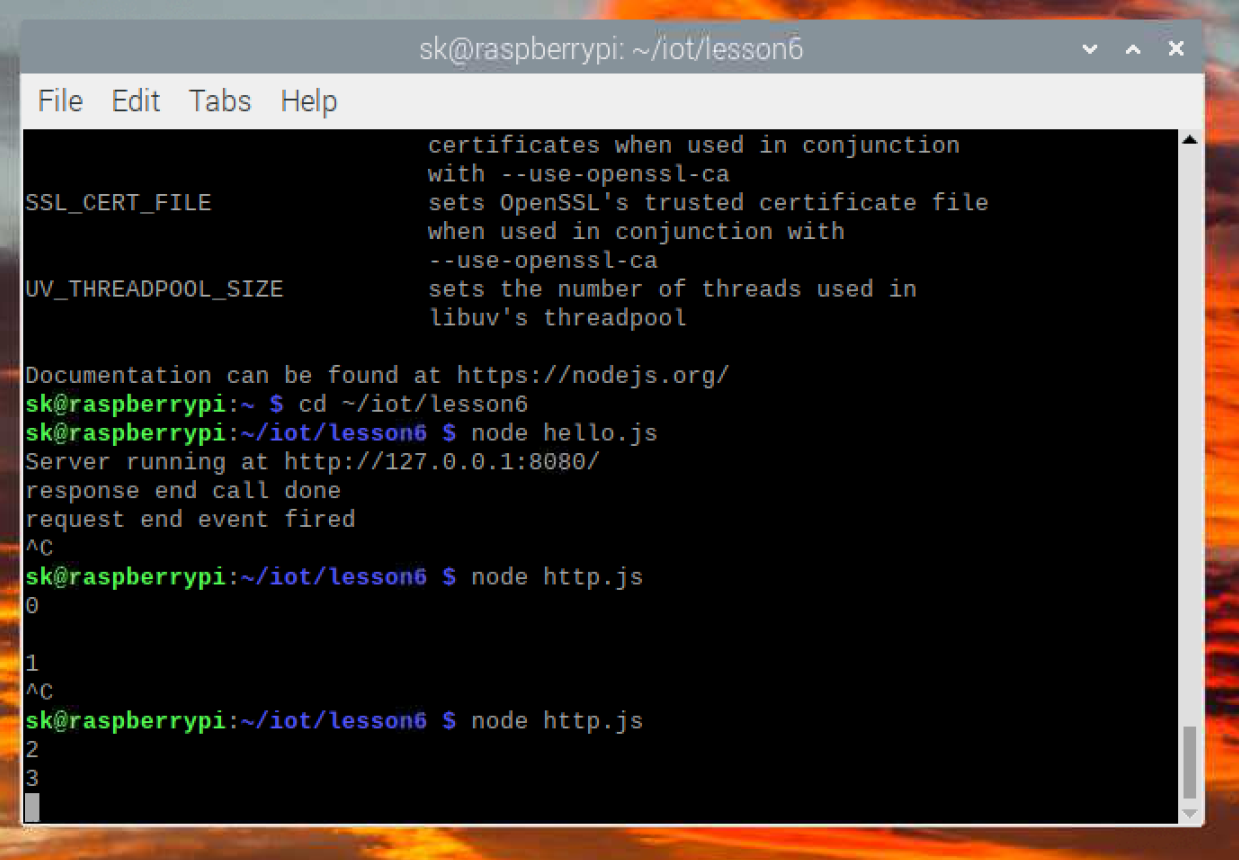 sk@raspberrypi: ~/iot/lesson6
File Edit Tabs Help
certificates when used in conjunction
with --use-openssl-ca
SSL_CERT_FILE sets OpenSSL's trusted certificate file
when used in conjunction with
--use-openssl-ca
UV_THREADPOOL_SIZE sets the number of threads used in
libuv's threadpool
Documentation can be found at https://nodejs.org/
sk@raspberrypi:~ $ cd ~/iot/lesson6
sk@raspberrypi:~/iot/lesson6 $ node hello.js
Server running at http://127.0.0.1:8080/
response end call done
request end event fired
^C
sk@raspberrypi:~/iot/lesson6 $ node http.js
0
1
^C
sk@raspberrypi:~/iot/lesson6 $ node http.js
2
3